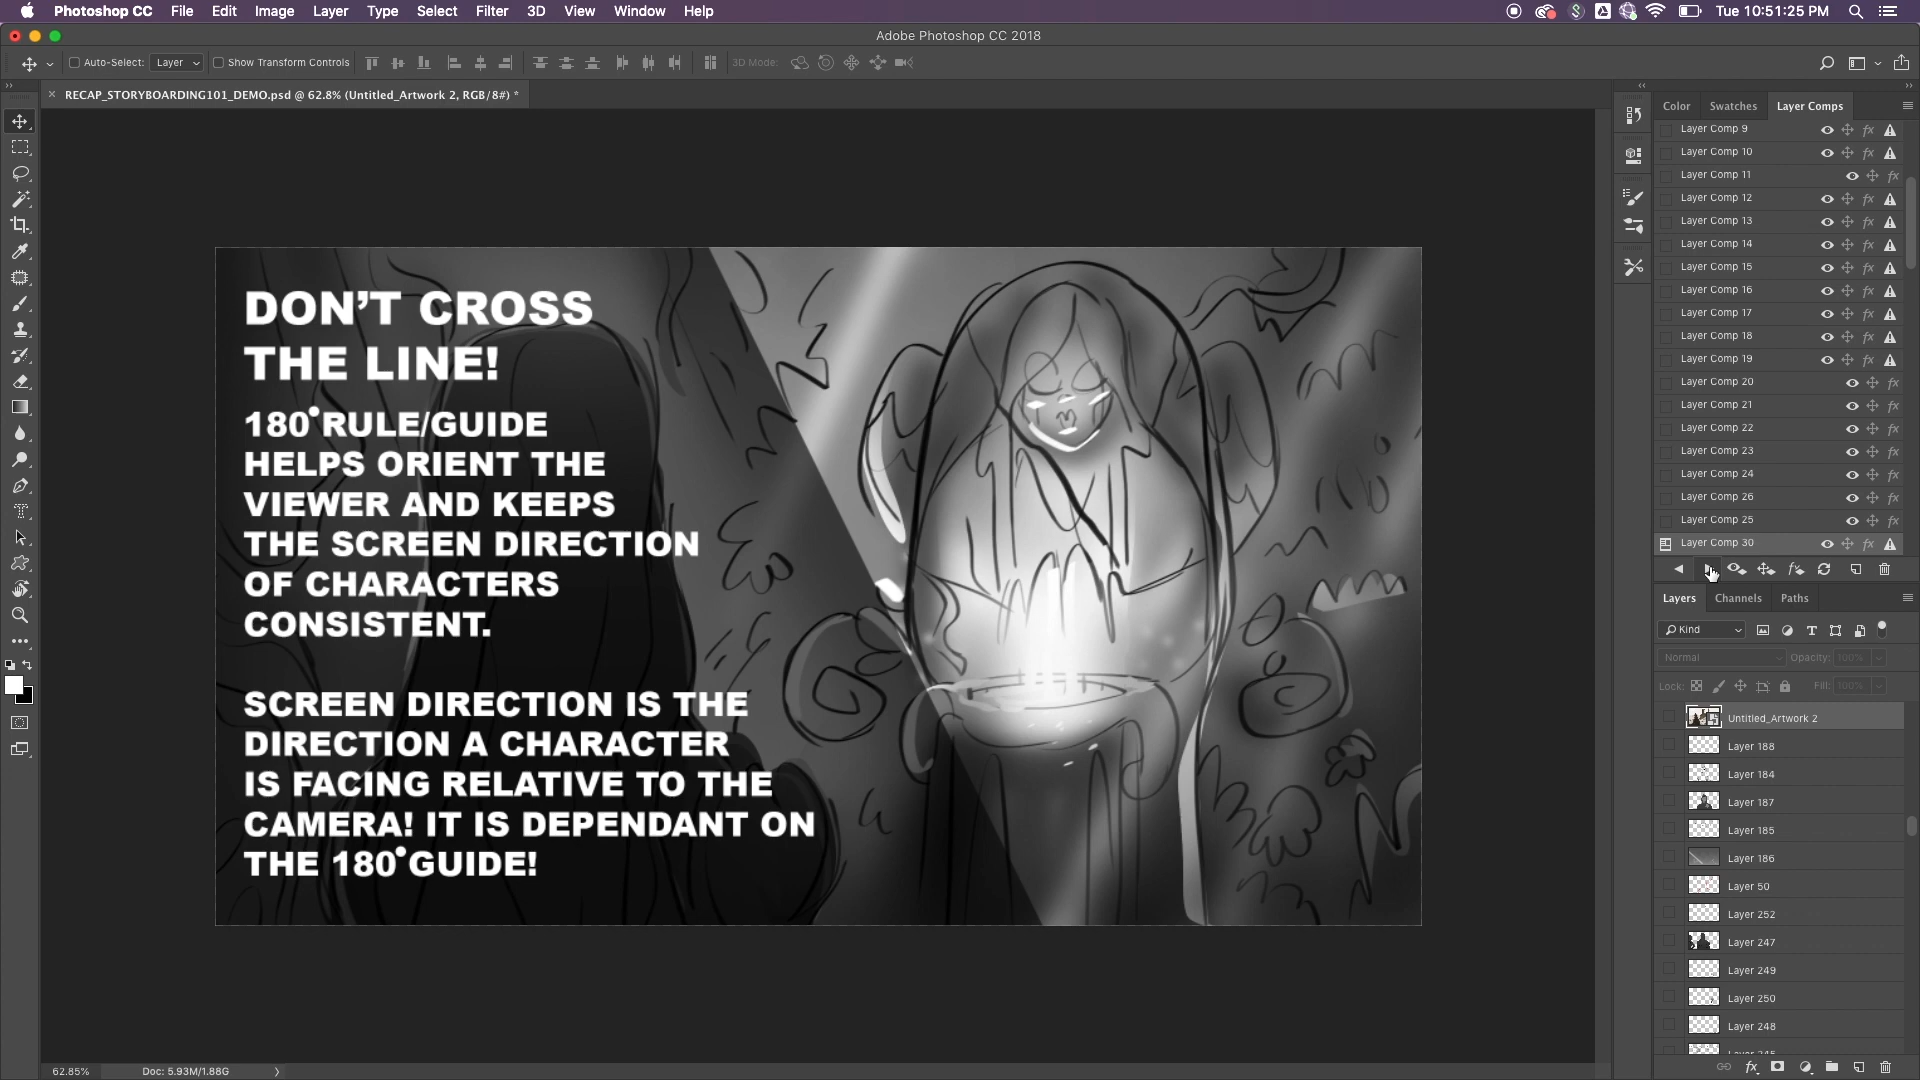 Photoshop CC File Edit Image Layer Type Select Filter 3D View Window Help Tue 10:51:25 PM
Adobe Photoshop CC 2018
Auto-Select: Layer Show Transform Controls 3D Mode:
RECAP_STORYBOARDING101_DEMO.psd @ 62.8% (Untitled_Artwork 2, RGB/8#) *
DON'T CROSS
THE LINE!
180°RULE/GUIDE
HELPS ORIENT THE
VIEWER AND KEEPS
THE SCREEN DIRECTION
OF CHARACTERS
CONSISTENT.
SCREEN DIRECTION IS THE
DIRECTION A CHARACTER
IS FACING RELATIVE TO THE
CAMERA! IT IS DEPENDANT ON
THE 180°GUIDE!
Color Swatches Layer Comps
Layer Comp 9
Layer Comp 10
Layer Comp 11
Layer Comp 12
Layer Comp 13
Layer Comp 14
Layer Comp 15
Layer Comp 16
Layer Comp 17
Layer Comp 18
Layer Comp 19
Layer Comp 20
Layer Comp 21
Layer Comp 22
Layer Comp 23
Layer Comp 24
Layer Comp 26
Layer Comp 25
Layer Comp 30
Layers Channels Paths
Kind
Normal Opacity: 100%
Lock: Fill: 100%
Untitled_Artwork 2
Layer 188
Layer 184
Layer 187
Layer 185
Layer 186
Layer 50
Layer 252
Layer 247
Layer 249
Layer 250
Layer 248
62.85% Doc: 5.93M/1.88G